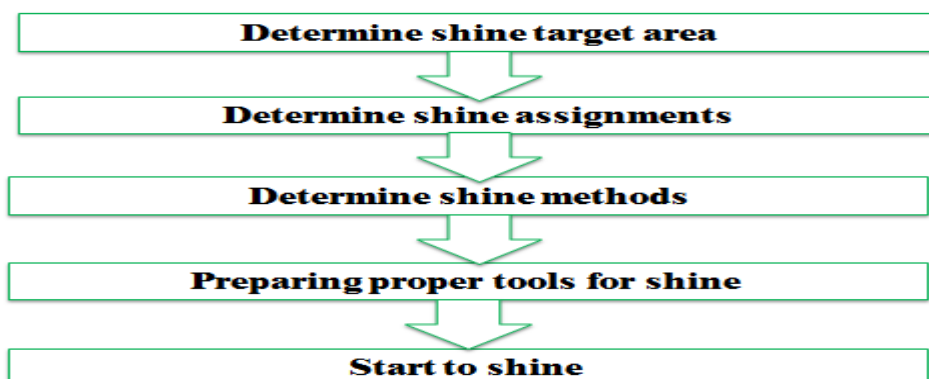 Determine shine target area
Determine shine assignments
Determine shine methods
Preparing proper tools for shine
Start to shine